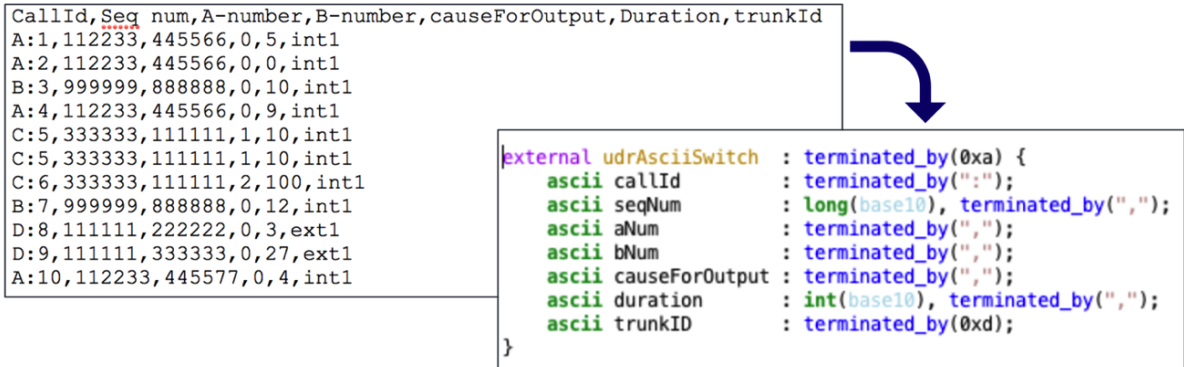 CallId,Seq num,A-number,B-number,causeForOutput,Duration,trunkId
A:1,112233,445566,0,5,int1
A:2,112233,445566,0,0,int1
B:3,999999,888888,0,10,int1
A:4,112233,445566,0,9,int1
C:5,333333,111111,1,10,int1
C:5,333333,111111,1,10,int1
C:6,333333,111111,2,100,int1
B:7,999999,888888,0,12,int1
D:8,111111,222222,0,3,ext1
D:9,111111,333333,0,27,ext1
A:10,112233,445577,0,4,int1
external udrAsciiSwitch : terminated_by(0xa) {
ascii callId : terminated_by(":");
ascii seqNum : long(base10), terminated_by(",");
ascii aNum : terminated_by(",");
ascii bNum : terminated_by(",");
ascii causeForOutput : terminated_by(",");
ascii duration : int(base10), terminated_by(",");
ascii trunkID : terminated_by(0xd);
}